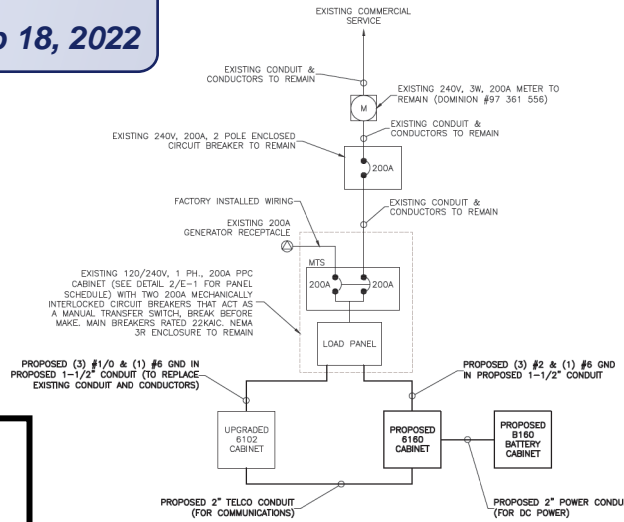 18, 2022
EXISTING COMMERCIAL
SERVICE
EXISTING CONDUIT &
CONDUCTORS TO REMAIN
EXISTING 240V, 3W, 200A METER TO
REMAIN (DOMINION #97 361 556)
M
EXISTING CONDUIT &
CONDUCTORS TO REMAIN
EXISTING 240V, 200A, 2 POLE ENCLOSED
CIRCUIT BREAKER TO REMAIN
200A
FACTORY INSTALLED WIRING
EXISTING CONDUIT &
CONDUCTORS TO REMAIN
EXISTING 200A
GENERATOR RECEPTACLE
MTS
200A
200A
EXISTING 120/240V, 1 PH., 200A PPC
CABINET (SEE DETAIL 2/E-1 FOR PANEL
SCHEDULE) WITH TWO 200A MECHANICALLY
INTERLOCKED CIRCUIT BREAKERS THAT ACT AS
A MANUAL TRANSFER SWITCH, BREAK BEFORE
MAKE. MAIN BREAKERS RATED 22KAIC. NEMA
3R ENCLOSURE TO REMAIN
LOAD PANEL
PROPOSED (3) #1/0 & (1) #6 GND IN
PROPOSED 1-1/2" CONDUIT (TO REPLACE
EXISTING CONDUIT AND CONDUCTORS)
PROPOSED (3) #2 & (1) #6 GND
IN PROPOSED 1-1/2" CONDUIT
UPGRADED
6102
CABINET
PROPOSED
6160
CABINET
PROPOSED
B160
BATTERY
CABINET
PROPOSED 2" TELCO CONDUIT
(FOR COMMUNICATIONS)
PROPOSED 2" POWER CONDU
(FOR DC POWER)